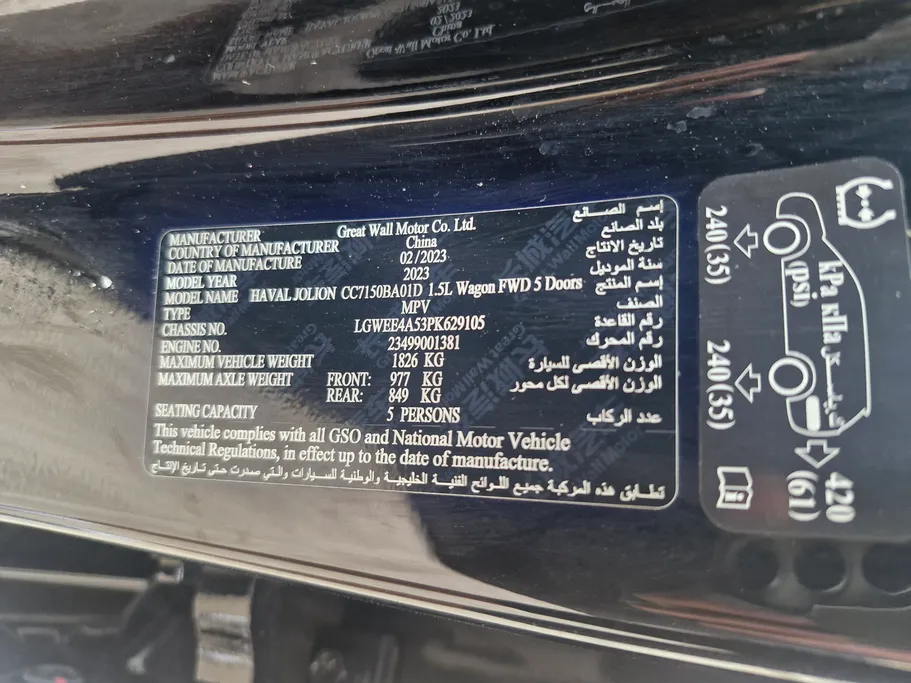 MANUFACTURER Great Wall Motor Co. Ltd. إسم الصانع
COUNTRY OF MANUFACTURER China بلد الصانع
DATE OF MANUFACTURE 02/2023 تاريخ الانتاج
MODEL YEAR 2023 سنة الموديل
MODEL NAME HAVAL JOLION CC7150BA01D 1.5L Wagon FWD 5 Doors إسم المنتج
TYPE MPV الصنف
CHASSIS NO. LGWEE4A53PK629105 رقم القاعدة
ENGINE NO. 23499001381 رقم المحرك
MAXIMUM VEHICLE WEIGHT 1826 KG الوزن الأقصى للسيارة
MAXIMUM AXLE WEIGHT FRONT: 977 KG الوزن الأقصى لكل محور
REAR: 849 KG
SEATING CAPACITY 5 PERSONS عدد الركاب
This vehicle complies with all GSO and National Motor Vehicle
Technical Regulations, in effect up to the date of manufacture.
تطابق هذه المركبة جميع اللوائح الفنية الخليجية والوطنية للسيارات والتي صدرت حتى تاريخ الإنتاج
kPa كيلو باسكال
(PSI)
240(35)
240(35)
420
(61)